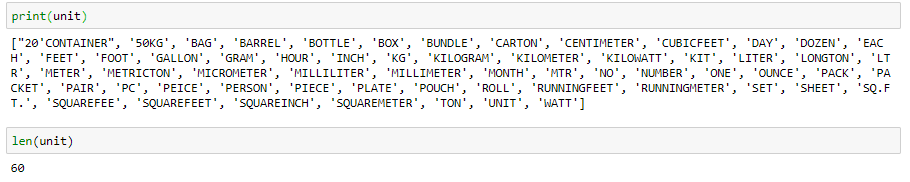 print(unit)
["20'CONTAINER", '50KG', 'BAG', 'BARREL', 'BOTTLE', 'BOX', 'BUNDLE', 'CARTON', 'CENTIMETER', 'CUBICFEET', 'DAY', 'DOZEN', 'EAC
H', 'FEET', 'FOOT', 'GALLON', 'GRAM', 'HOUR', 'INCH', 'KG', 'KILOGRAM', 'KILOMETER', 'KILOWATT', 'KIT', 'LITER', 'LONGTON', 'LT
R', 'METER', 'METRICTON', 'MICROMETER', 'MILLILITER', 'MILLIMETER', 'MONTH', 'MTR', 'NO', 'NUMBER', 'ONE', 'OUNCE', 'PACK', 'PA
CKET', 'PAIR', 'PC', 'PEICE', 'PERSON', 'PIECE', 'PLATE', 'POUCH', 'ROLL', 'RUNNINGFEET', 'RUNNINGMETER', 'SET', 'SHEET', 'SQ.F
T.', 'SQUAREFEE', 'SQUAREFEET', 'SQUAREINCH', 'SQUAREMETER', 'TON', 'UNIT', 'WATT']
len(unit)
60